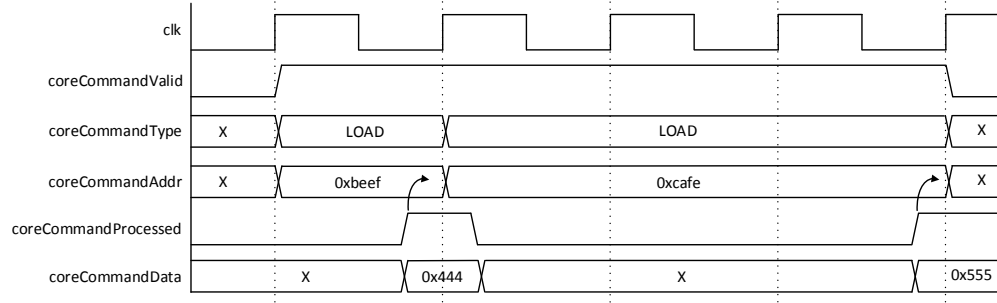 clk
coreCommandValid
coreCommandType X LOAD LOAD X
coreCommandAddr X 0xbeef 0xcafe X
coreCommandProcessed
coreCommandData X 0x444 X 0x555